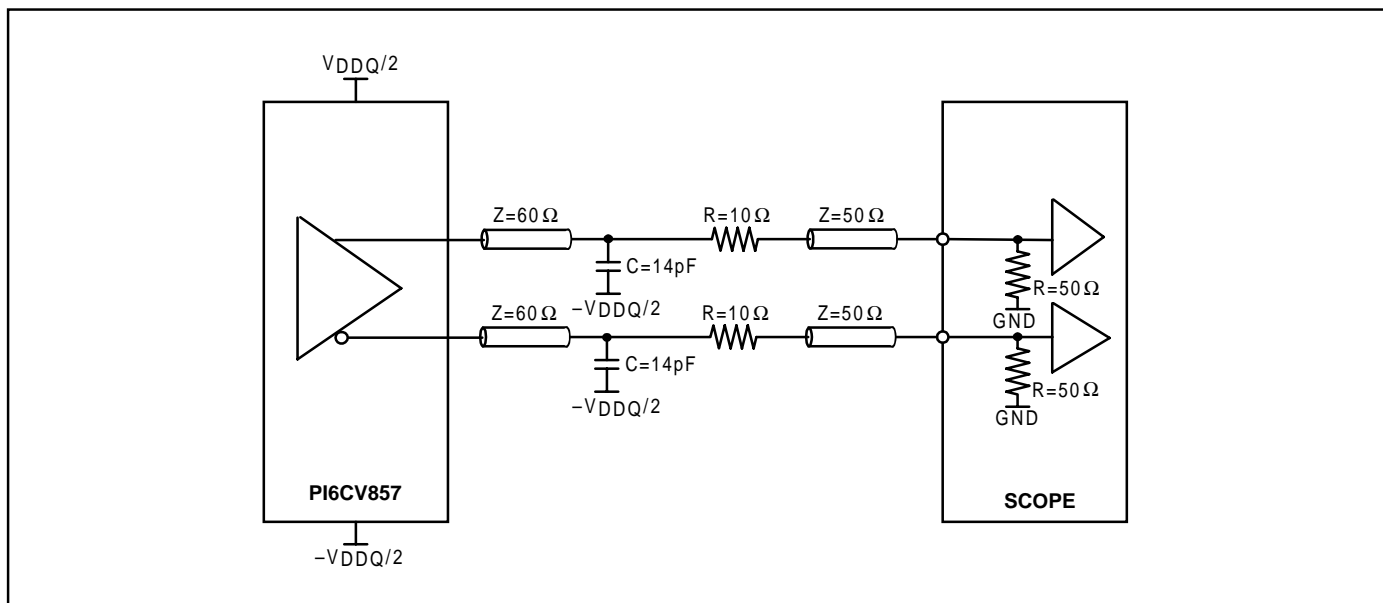 VDDQ/2
Z=60Ω
R=10Ω
Z=50Ω
C=14pF
R=50Ω
–VDDQ/2
GND
Z=60Ω
R=10Ω
Z=50Ω
C=14pF
R=50Ω
–VDDQ/2
GND
PI6CV857
SCOPE
–VDDQ/2